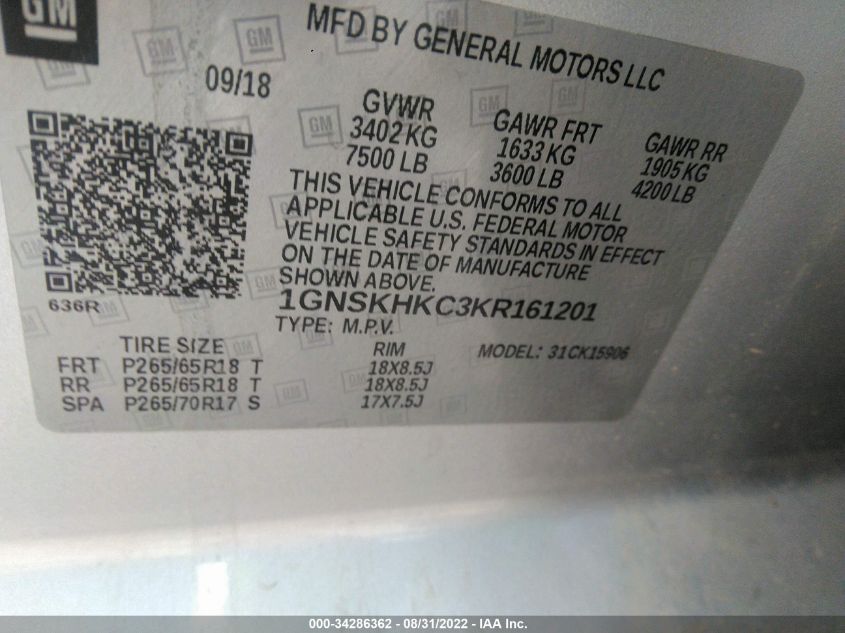 GM
MFD BY GENERAL MOTORS LLC
09/18
GVWR
3402 KG
7500 LB
GAWR FRT
1633 KG
3600 LB
GAWR RR
1905 KG
4200 LB
THIS VEHICLE CONFORMS TO ALL
APPLICABLE U.S. FEDERAL MOTOR
VEHICLE SAFETY STANDARDS IN EFFECT
ON THE DATE OF MANUFACTURE
SHOWN ABOVE.
636R
1GNSKHKC3KR161201
TYPE: M.P.V.
MODEL: 31CK15906
TIRE SIZE RIM
FRT P265/65R18 T 18X8.5J
RR P265/65R18 T 18X8.5J
SPA P265/70R17 S 17X7.5J
000-34286362 - 08/31/2022 - IAA Inc.